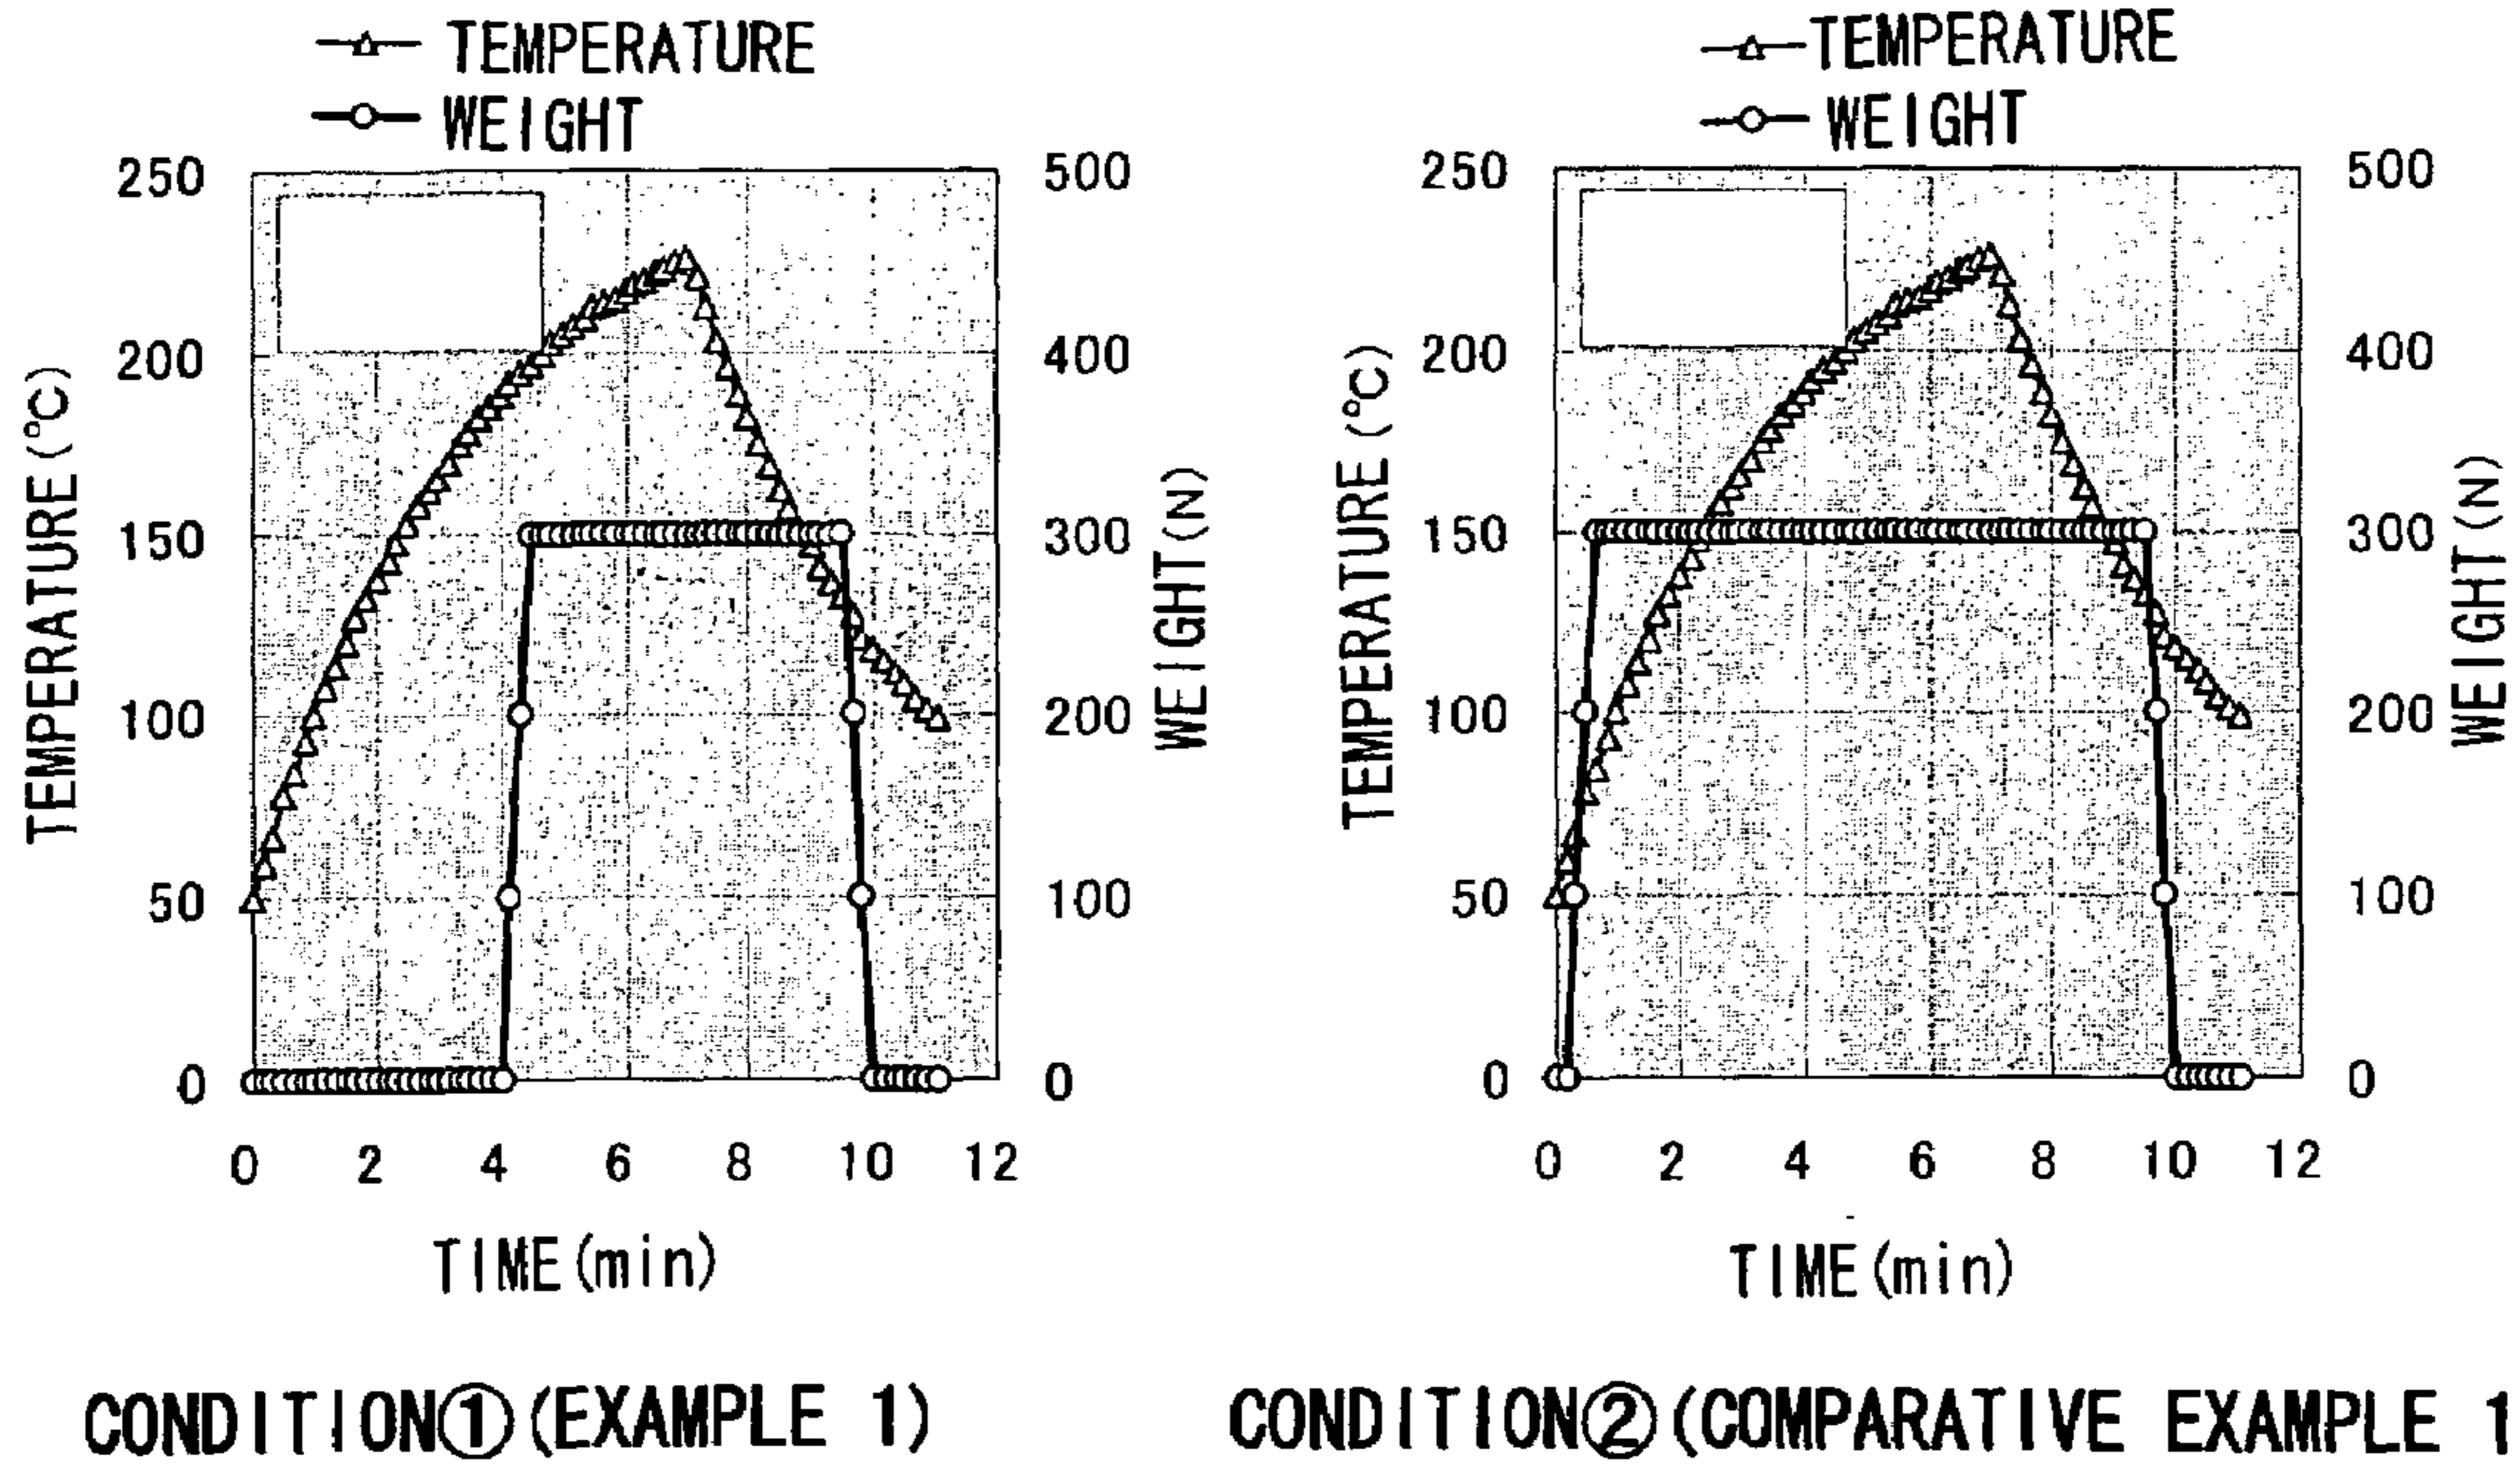 TEMPERATURE
WEIGHT
250
200
150
100
50
0
500
400
300
200
100
0
TEMPERATURE(°C)
WEIGHT(N)
0 2 4 6 8 10 12
TIME(min)
CONDITION①(EXAMPLE 1)
TEMPERATURE
WEIGHT
250
200
150
100
50
0
500
400
300
200
100
0
TEMPERATURE(°C)
WEIGHT(N)
0 2 4 6 8 10 12
TIME(min)
CONDITION②(COMPARATIVE EXAMPLE 1